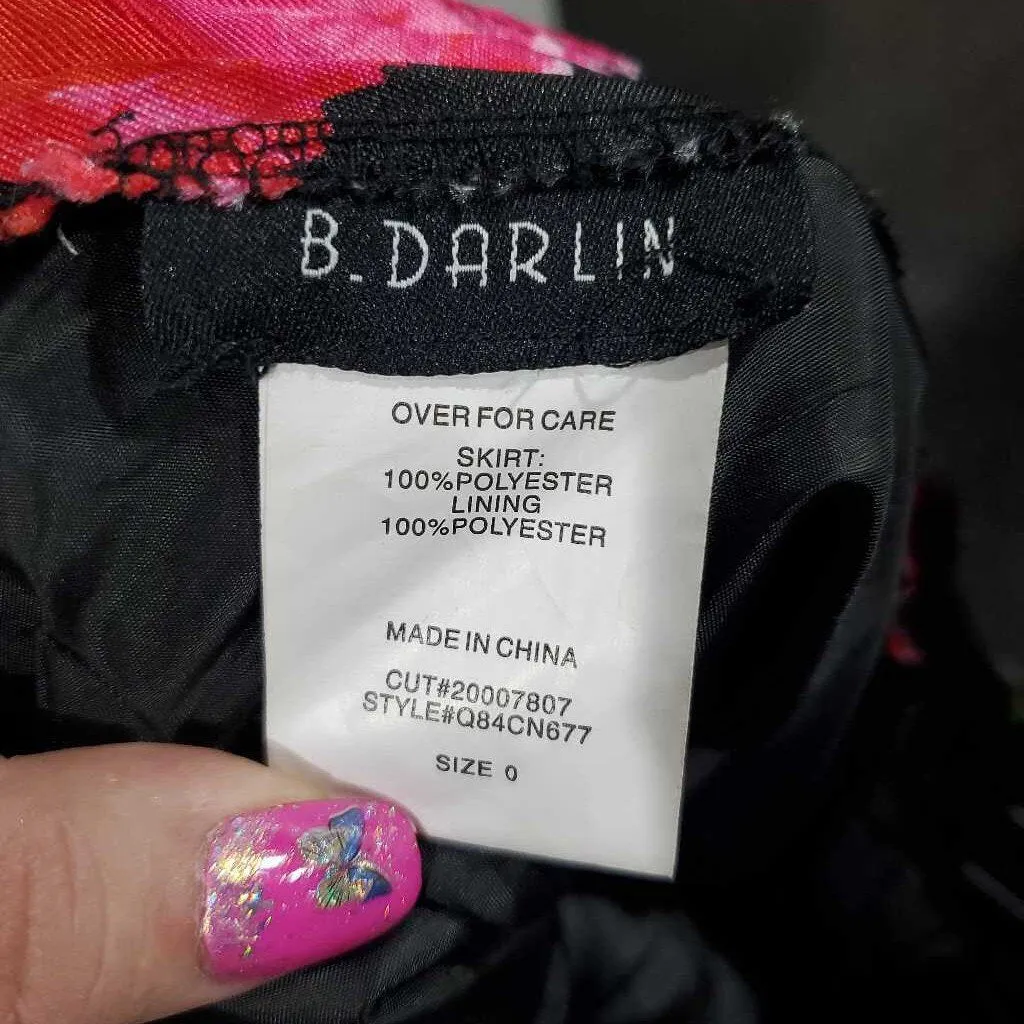 B.DARLIN
OVER FOR CARE
SKIRT:
100%POLYESTER
LINING
100%POLYESTER
MADE IN CHINA
CUT#20007807
STYLE#Q84CN677
SIZE 0